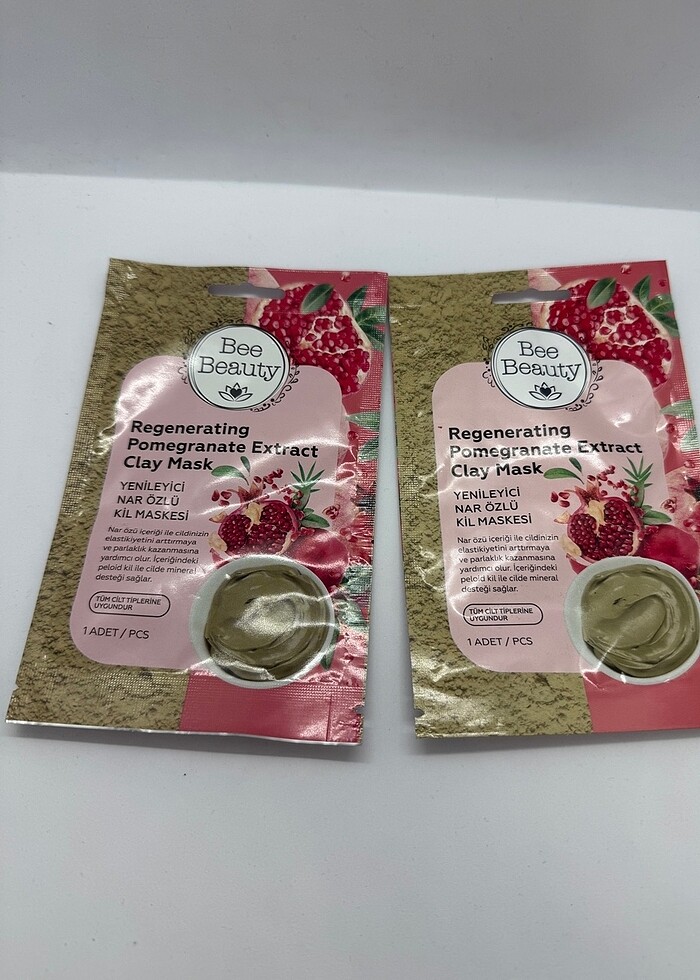 Bee
Beauty
Regenerating
Pomegranate Extract
Clay Mask
YENİLEYİCİ
NAR ÖZLÜ
KİL MASKESİ
Nar özü içeriği ile cildinizin
elastikiyetini arttırmaya
ve parlaklık kazanmasına
yardımcı olur. İçeriğindeki
peloid kil ile cilde mineral
desteği sağlar.
TÜM CİLT TİPLERİNE
UYGUNDUR
1 ADET / PCS
Bee
Beauty
Regenerating
Pomegranate Extract
Clay Mask
YENİLEYİCİ
NAR ÖZLÜ
KİL MASKESİ
Nar özü içeriği ile cildinizin
elastikiyetini arttırmaya
ve parlaklık kazanmasına
yardımcı olur. İçeriğindeki
peloid kil ile cilde mineral
desteği sağlar.
TÜM CİLT TİPLERİNE
UYGUNDUR
1 ADET / PCS